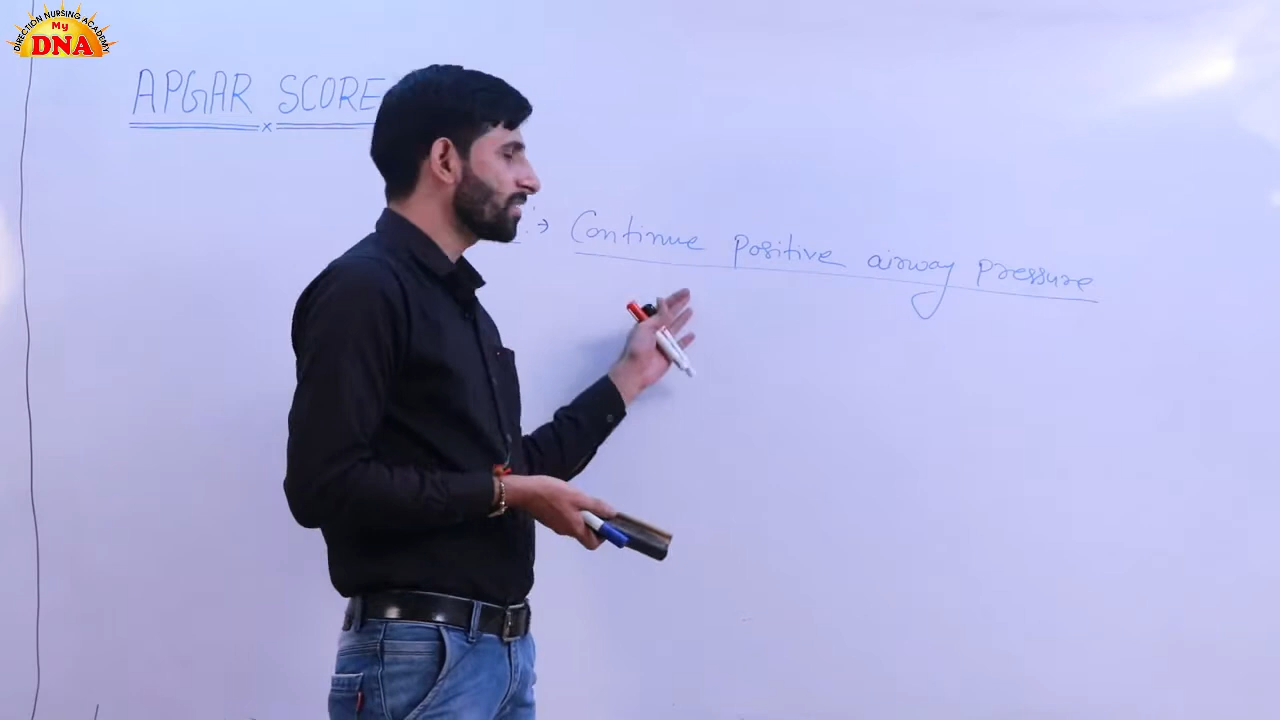 DIRECTION NURSING ACADEMY
My
DNA
APGAR SCORE
:→ Continue positive airway pressure